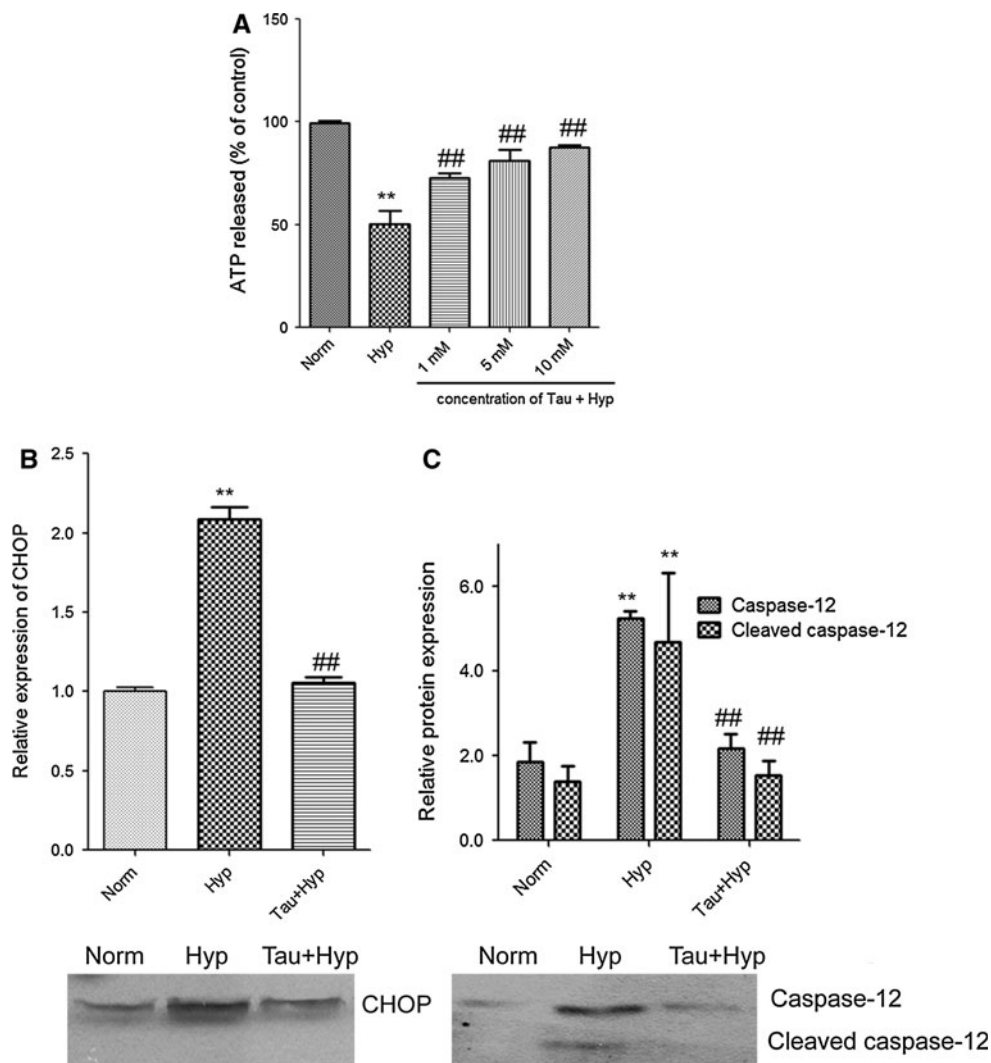 A
ATP released (% of control)
150
100
50
0
**
##
##
##
Norm
Hyp
1 mM
5 mM
10 mM
concentration of Tau + Hyp
B
Relative expression of CHOP
2.5
2.0
1.5
1.0
0.5
0.0
**
##
Norm
Hyp
Tau+Hyp
Norm Hyp Tau+Hyp
CHOP
C
Relative protein expression
6.0
4.0
2.0
0.0
**
**
##
##
Caspase-12
Cleaved caspase-12
Norm
Hyp
Tau+Hyp
Norm Hyp Tau+Hyp
Caspase-12
Cleaved caspase-12